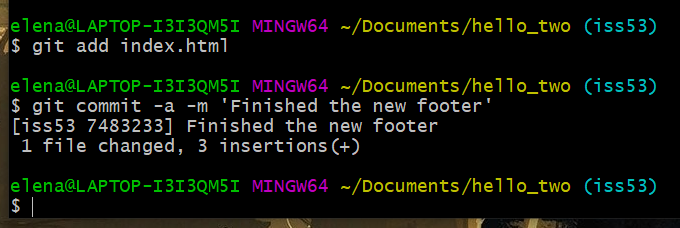 elena@LAPTOP-I3I3QM5I MINGW64 ~/Documents/hello_two (iss53)
$ git add index.html
elena@LAPTOP-I3I3QM5I MINGW64 ~/Documents/hello_two (iss53)
$ git commit -a -m 'Finished the new footer'
[iss53 7483233] Finished the new footer
 1 file changed, 3 insertions(+)
elena@LAPTOP-I3I3QM5I MINGW64 ~/Documents/hello_two (iss53)
$